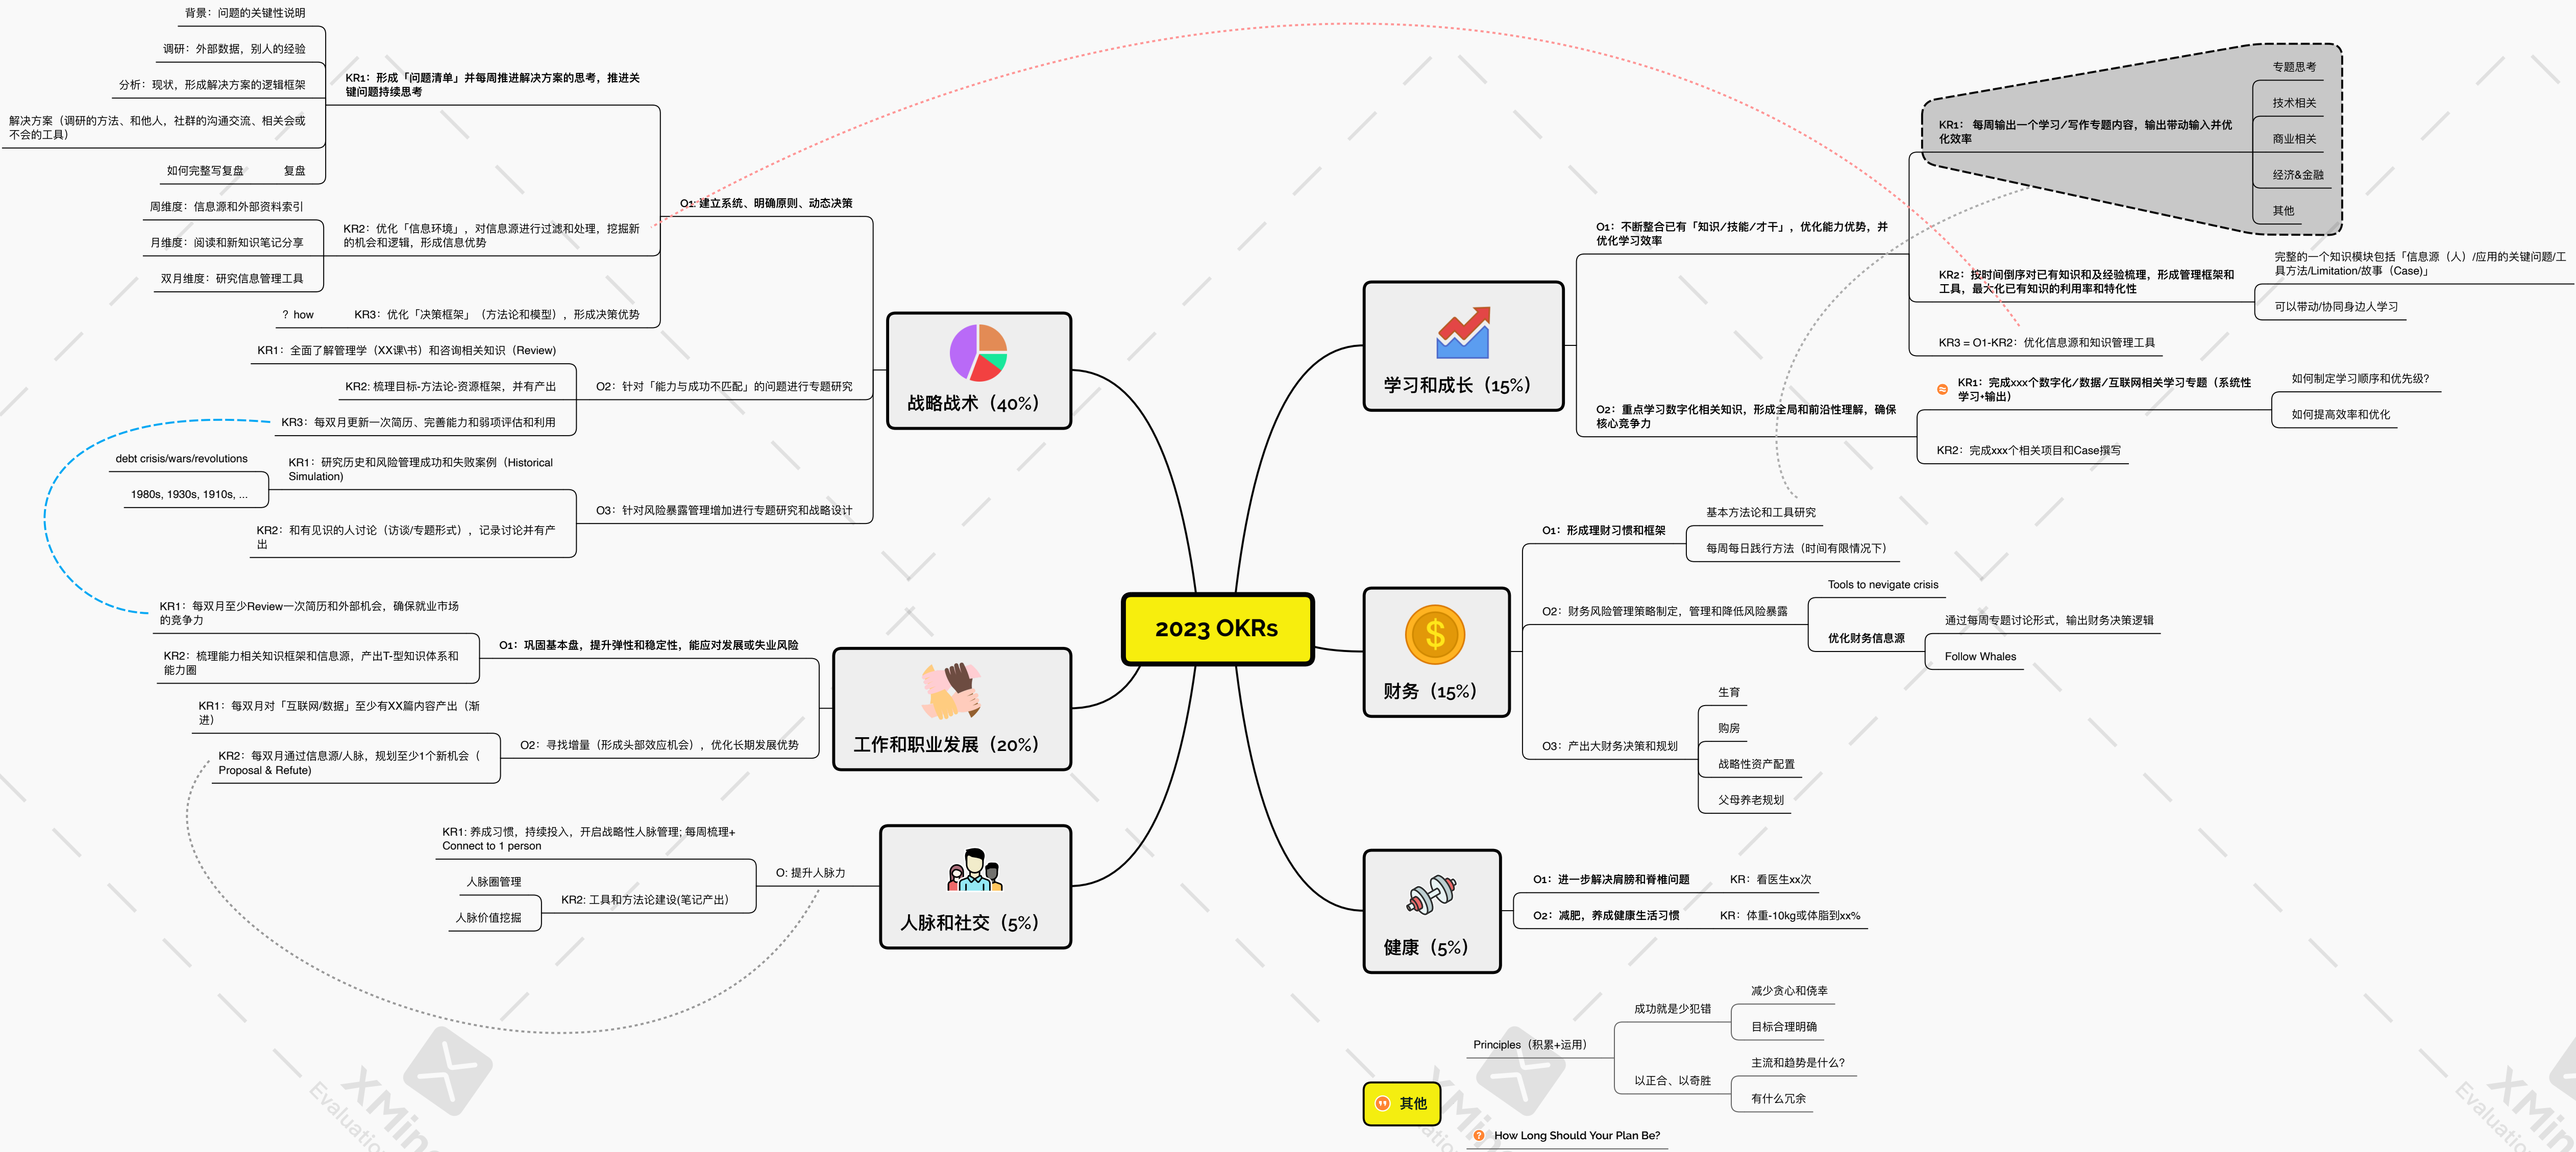 2023 OKRs
战略战术（40%）
O1: 建立系统、明确原则、动态决策
KR1：形成「问题清单」并每周推进解决方案的思考，推进关
键问题持续思考
背景：问题的关键性说明
调研：外部数据，别人的经验
分析：现状，形成解决方案的逻辑框架
解决方案（调研的方法、和他人，社群的沟通交流、相关会或
不会的工具）
复盘
如何完整写复盘
KR2：优化「信息环境」，对信息源进行过滤和处理，挖掘新
的机会和逻辑，形成信息优势
周维度：信息源和外部资料索引
月维度：阅读和新知识笔记分享
双月维度：研究信息管理工具
KR3：优化「决策框架」（方法论和模型），形成决策优势
？how
O2：针对「能力与成功不匹配」的问题进行专题研究
KR1：全面了解管理学（XX课\书）和咨询相关知识（Review)
KR2: 梳理目标-方法论-资源框架，并有产出
KR3：每双月更新一次简历、完善能力和弱项评估和利用
O3：针对风险暴露管理增加进行专题研究和战略设计
KR1：研究历史和风险管理成功和失败案例（Historical
Simulation)
debt crisis/wars/revolutions
1980s, 1930s, 1910s, ...
KR2：和有见识的人讨论（访谈/专题形式），记录讨论并有产
出
工作和职业发展（20%）
O1：巩固基本盘，提升弹性和稳定性，能应对发展或失业风险
KR1：每双月至少Review一次简历和外部机会，确保就业市场
的竞争力
KR2：梳理能力相关知识框架和信息源，产出T-型知识体系和
能力圈
O2：寻找增量（形成头部效应机会），优化长期发展优势
KR1：每双月对「互联网/数据」至少有XX篇内容产出（渐
进）
KR2：每双月通过信息源/人脉，规划至少1个新机会（
Proposal & Refute)
人脉和社交（5%）
O: 提升人脉力
KR1: 养成习惯，持续投入，开启战略性人脉管理; 每周梳理+
Connect to 1 person
KR2: 工具和方法论建设(笔记产出）
人脉圈管理
人脉价值挖掘
学习和成长（15%）
O1：不断整合已有「知识/技能/才干」，优化能力优势，并
优化学习效率
KR1： 每周输出一个学习/写作专题内容，输出带动输入并优
化效率
专题思考
技术相关
商业相关
经济&金融
其他
KR2：按时间倒序对已有知识和及经验梳理，形成管理框架和
工具，最大化已有知识的利用率和特化性
完整的一个知识模块包括「信息源（人）/应用的关键问题/工
具方法/Limitation/故事（Case)」
可以带动/协同身边人学习
KR3 = O1-KR2：优化信息源和知识管理工具
O2：重点学习数字化相关知识，形成全局和前沿性理解，确保
核心竞争力
KR1：完成xxx个数字化/数据/互联网相关学习专题（系统性
学习+输出）
如何制定学习顺序和优先级？
如何提高效率和优化
KR2：完成xxx个相关项目和Case撰写
财务（15%）
O1：形成理财习惯和框架
基本方法论和工具研究
每周每日践行方法（时间有限情况下）
O2：财务风险管理策略制定，管理和降低风险暴露
Tools to nevigate crisis
优化财务信息源
通过每周专题讨论形式，输出财务决策逻辑
Follow Whales
O3：产出大财务决策和规划
生育
购房
战略性资产配置
父母养老规划
健康（5%）
O1：进一步解决肩膀和脊椎问题
KR：看医生xx次
O2：减肥，养成健康生活习惯
KR：体重-10kg或体脂到xx%
其他
Principles（积累+运用）
成功就是少犯错
减少贪心和侥幸
目标合理明确
以正合、以奇胜
主流和趋势是什么？
有什么冗余
How Long Should Your Plan Be?